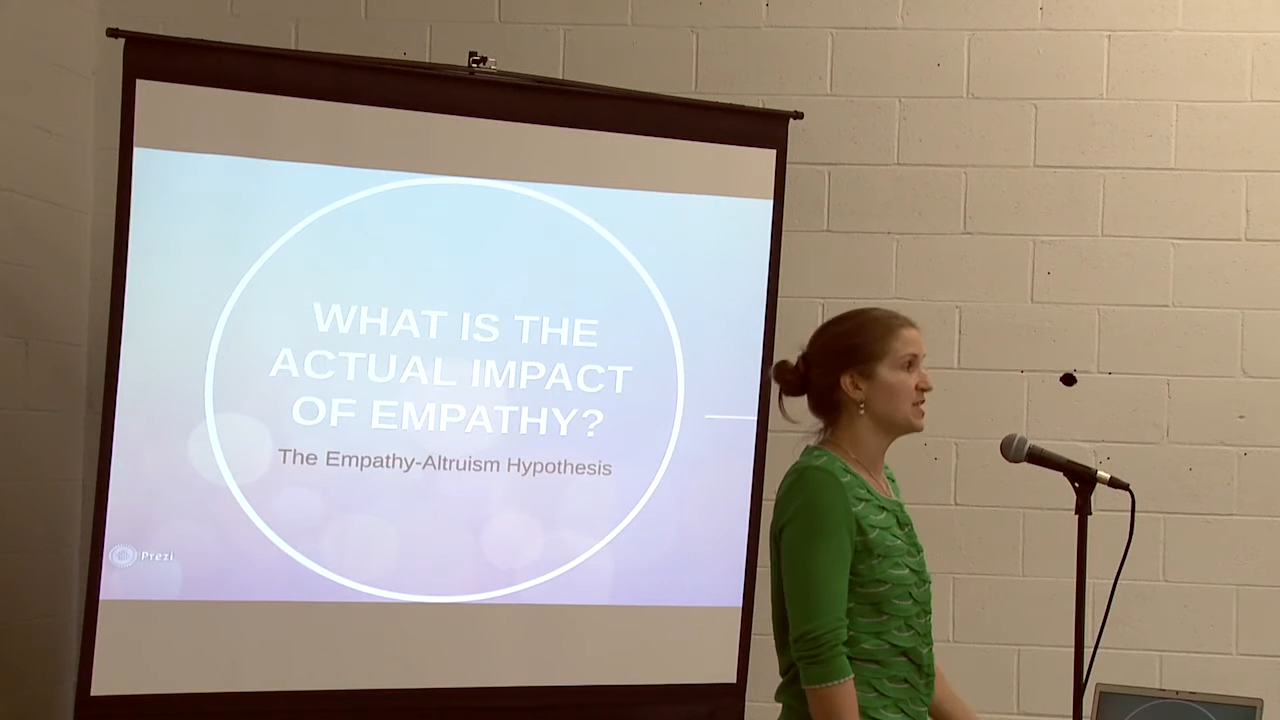 WHAT IS THE
ACTUAL IMPACT
OF EMPATHY?
The Empathy-Altruism Hypothesis
Prezi